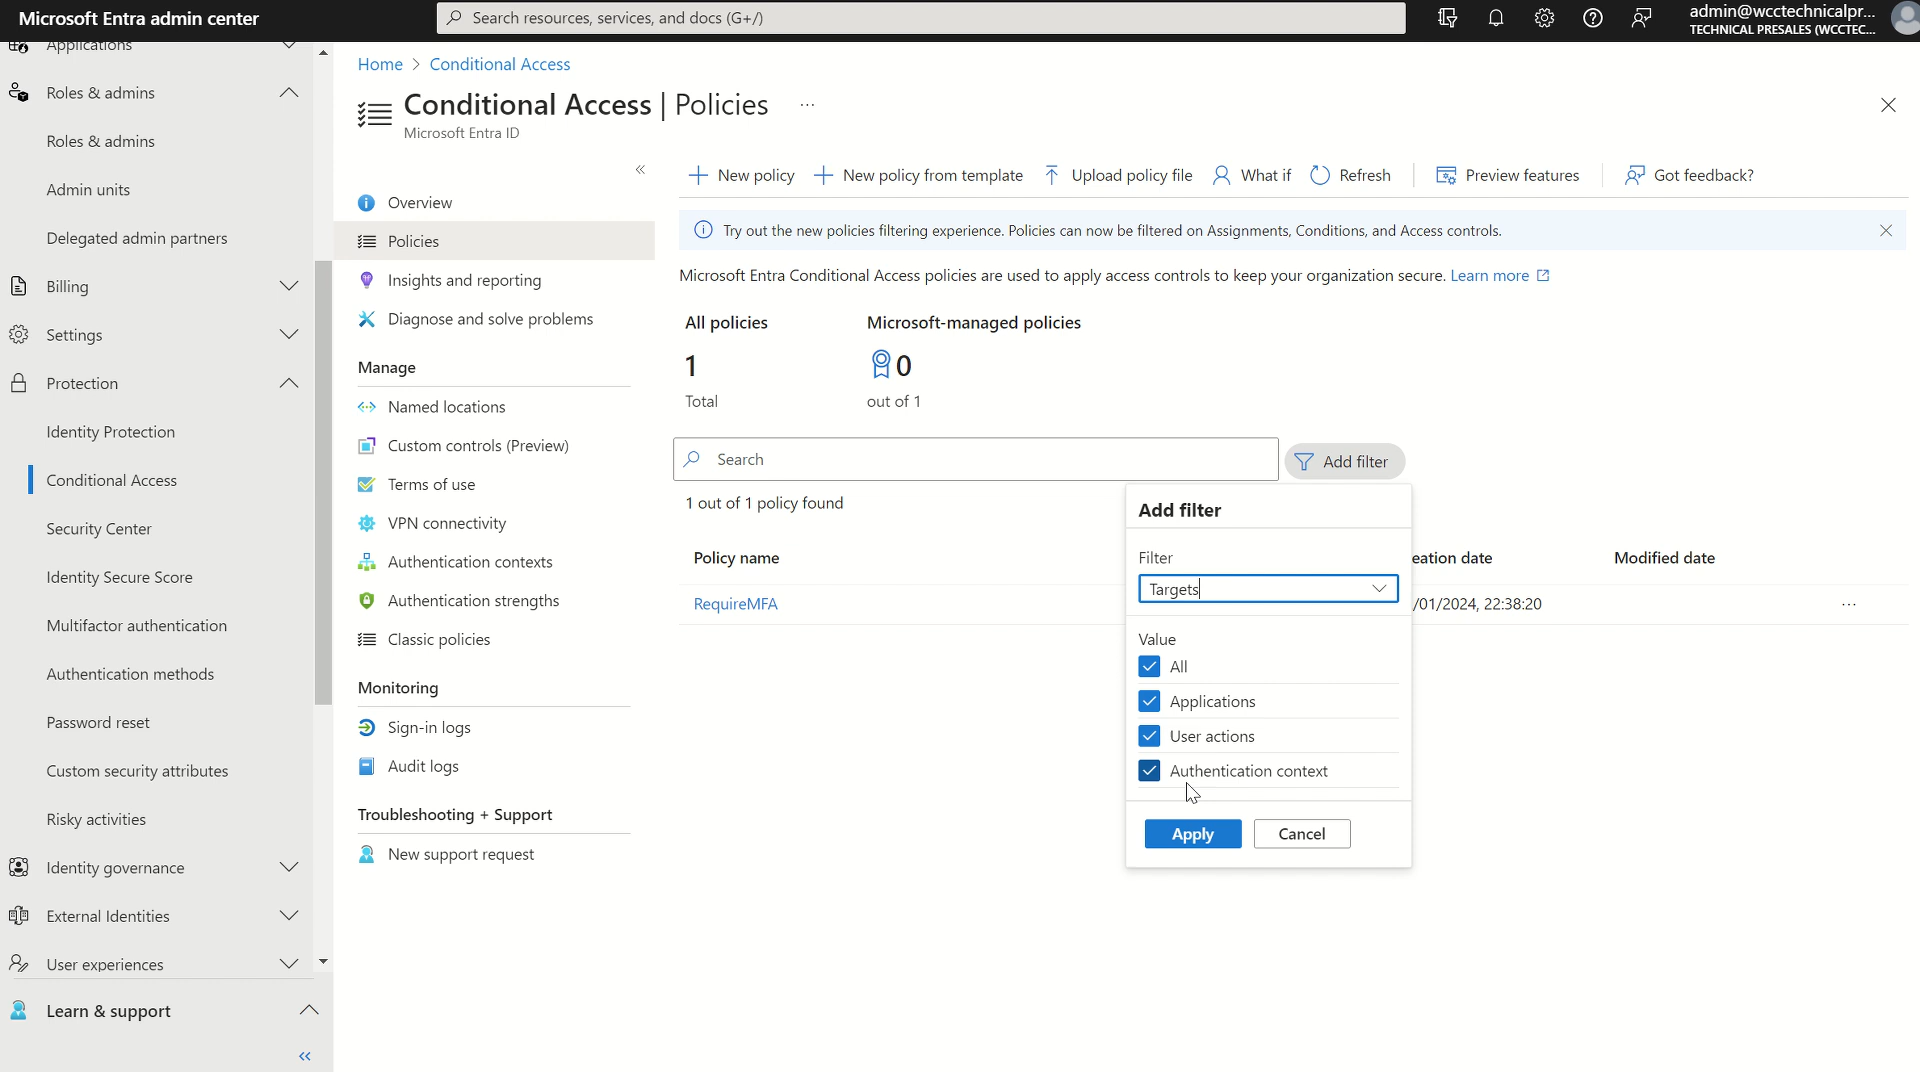 Microsoft Entra admin center
Search resources, services, and docs (G+/)
admin@wcctechnicalpr...
TECHNICAL PRESALES (WCCTEC...
Applications
Roles & admins
Roles & admins
Admin units
Delegated admin partners
Billing
Settings
Protection
Identity Protection
Conditional Access
Security Center
Identity Secure Score
Multifactor authentication
Authentication methods
Password reset
Custom security attributes
Risky activities
Identity governance
External Identities
User experiences
Learn & support
Home > Conditional Access
Conditional Access | Policies ...
Microsoft Entra ID
Overview
Policies
Insights and reporting
Diagnose and solve problems
Manage
Named locations
Custom controls (Preview)
Terms of use
VPN connectivity
Authentication contexts
Authentication strengths
Classic policies
Monitoring
Sign-in logs
Audit logs
Troubleshooting + Support
New support request
New policy
New policy from template
Upload policy file
What if
Refresh
Preview features
Got feedback?
Try out the new policies filtering experience. Policies can now be filtered on Assignments, Conditions, and Access controls.
Microsoft Entra Conditional Access policies are used to apply access controls to keep your organization secure. Learn more
All policies
1
Total
Microsoft-managed policies
0
out of 1
Search
Add filter
1 out of 1 policy found
Policy name
eation date
Modified date
RequireMFA
/01/2024, 22:38:20
...
Add filter
Filter
Targets
Value
All
Applications
User actions
Authentication context
Apply
Cancel